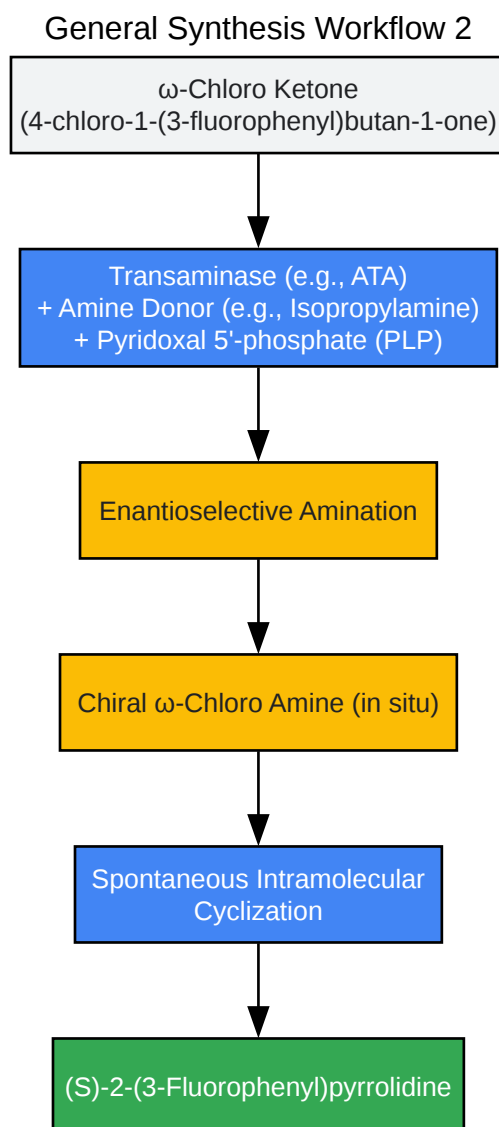 General Synthesis Workflow 2
ω-Chloro Ketone
(4-chloro-1-(3-fluorophenyl)butan-1-one)
Transaminase (e.g., ATA)
+ Amine Donor (e.g., Isopropylamine)
+ Pyridoxal 5'-phosphate (PLP)
Enantioselective Amination
Chiral ω-Chloro Amine (in situ)
Spontaneous Intramolecular
Cyclization
(S)-2-(3-Fluorophenyl)pyrrolidine